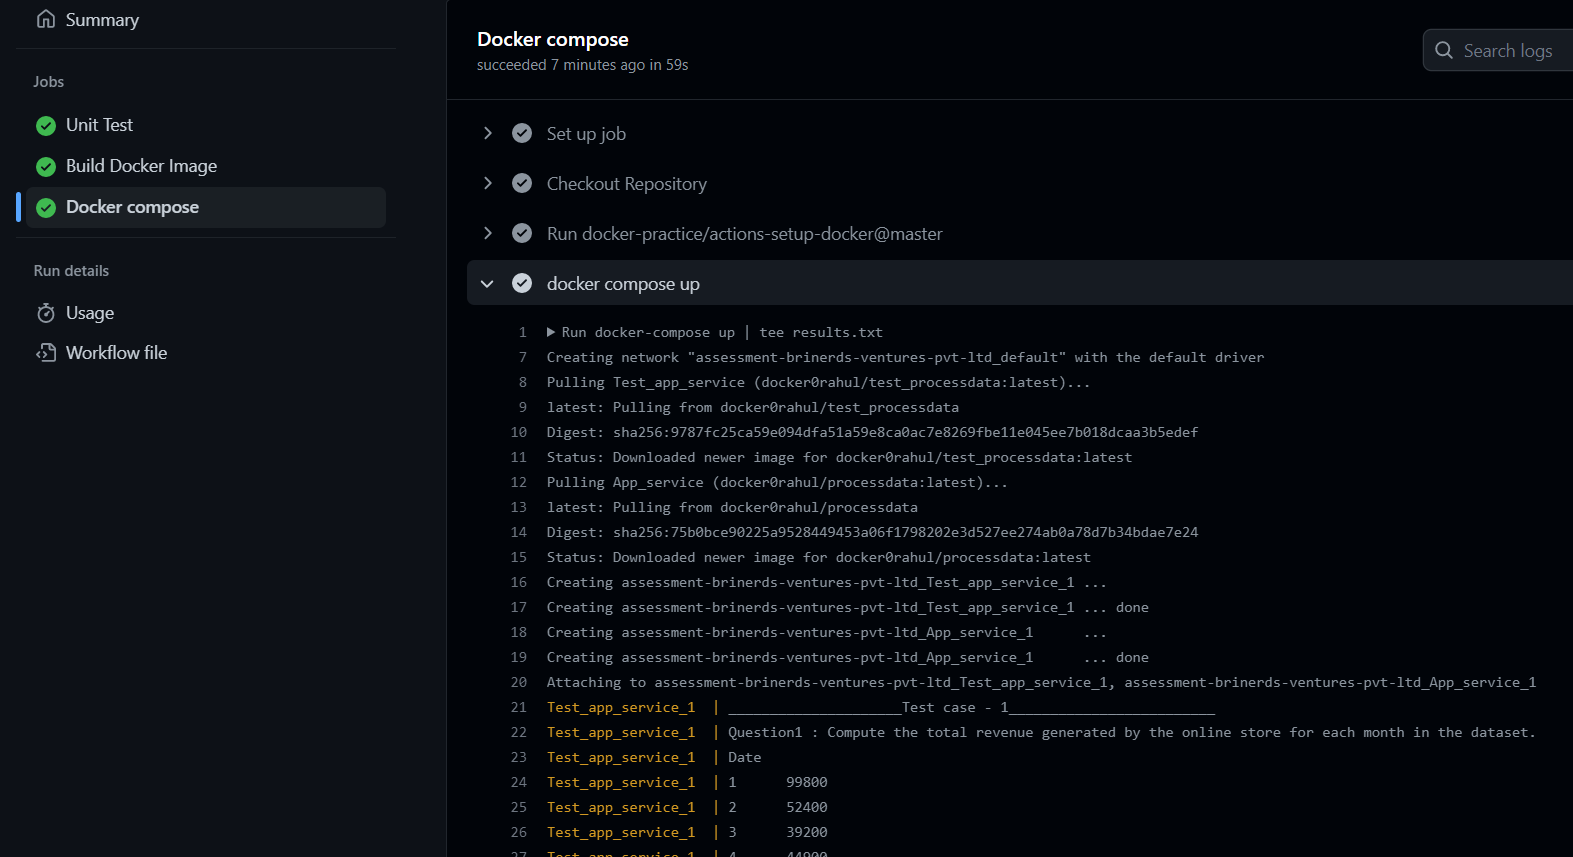 Summary
Jobs
Unit Test
Build Docker Image
Docker compose
Run details
Usage
Workflow file
Docker compose
succeeded 7 minutes ago in 59s
Search logs
Set up job
Checkout Repository
Run docker-practice/actions-setup-docker@master
docker compose up
1 Run docker-compose up | tee results.txt
7 Creating network "assessment-brinerds-ventures-pvt-ltd_default" with the default driver
8 Pulling Test_app_service (docker0rahul/test_processdata:latest)...
9 latest: Pulling from docker0rahul/test_processdata
10 Digest: sha256:9787fc25ca59e094dfa51a59e8ca0ac7e8269fbe11e045ee7b018dcaa3b5edef
11 Status: Downloaded newer image for docker0rahul/test_processdata:latest
12 Pulling App_service (docker0rahul/processdata:latest)...
13 latest: Pulling from docker0rahul/processdata
14 Digest: sha256:75b0bce90225a9528449453a06f1798202e3d527ee274ab0a78d7b34bdae7e24
15 Status: Downloaded newer image for docker0rahul/processdata:latest
16 Creating assessment-brinerds-ventures-pvt-ltd_Test_app_service_1 ...
17 Creating assessment-brinerds-ventures-pvt-ltd_Test_app_service_1 ... done
18 Creating assessment-brinerds-ventures-pvt-ltd_App_service_1      ...
19 Creating assessment-brinerds-ventures-pvt-ltd_App_service_1      ... done
20 Attaching to assessment-brinerds-ventures-pvt-ltd_Test_app_service_1, assessment-brinerds-ventures-pvt-ltd_App_service_1
21 Test_app_service_1  | _____________________Test case - 1_________________________
22 Test_app_service_1  | Question1 : Compute the total revenue generated by the online store for each month in the dataset.
23 Test_app_service_1  | Date
24 Test_app_service_1  | 1      99800
25 Test_app_service_1  | 2      52400
26 Test_app_service_1  | 3      39200
27 Test_app_service_1  | 4      44900